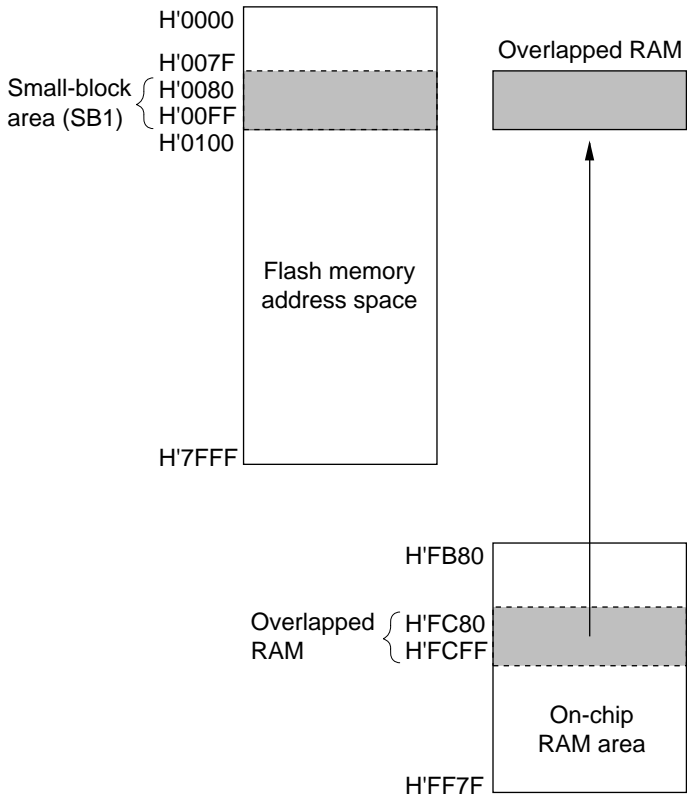 H'0000
H'007F
Small-block
area (SB1)
H'0080
H'00FF
H'0100
Overlapped RAM
Flash memory
address space
H'7FFF
H'FB80
Overlapped
RAM
H'FC80
H'FCFF
On-chip
RAM area
H'FF7F